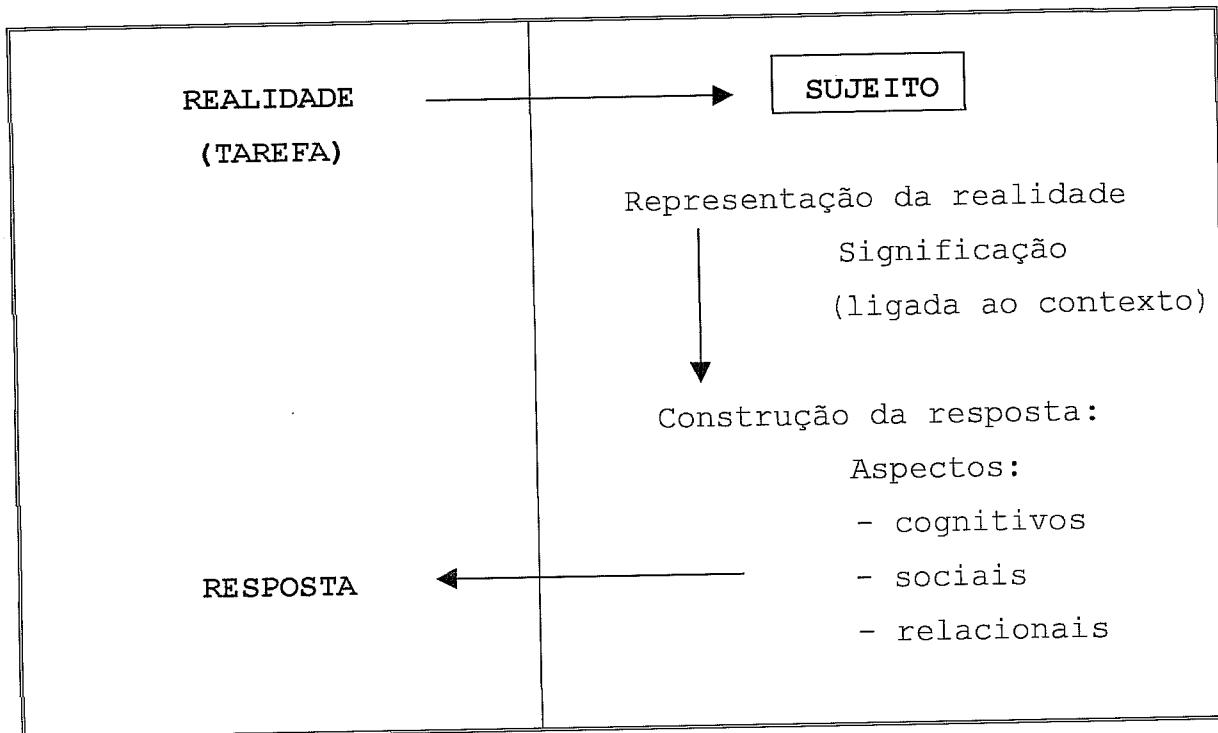 REALIDADE
(TAREFA)
SUJEITO
Representação da realidade
Significação
(ligada ao contexto)
Construção da resposta:
Aspectos:
- cognitivos
- sociais
- relacionais
RESPOSTA